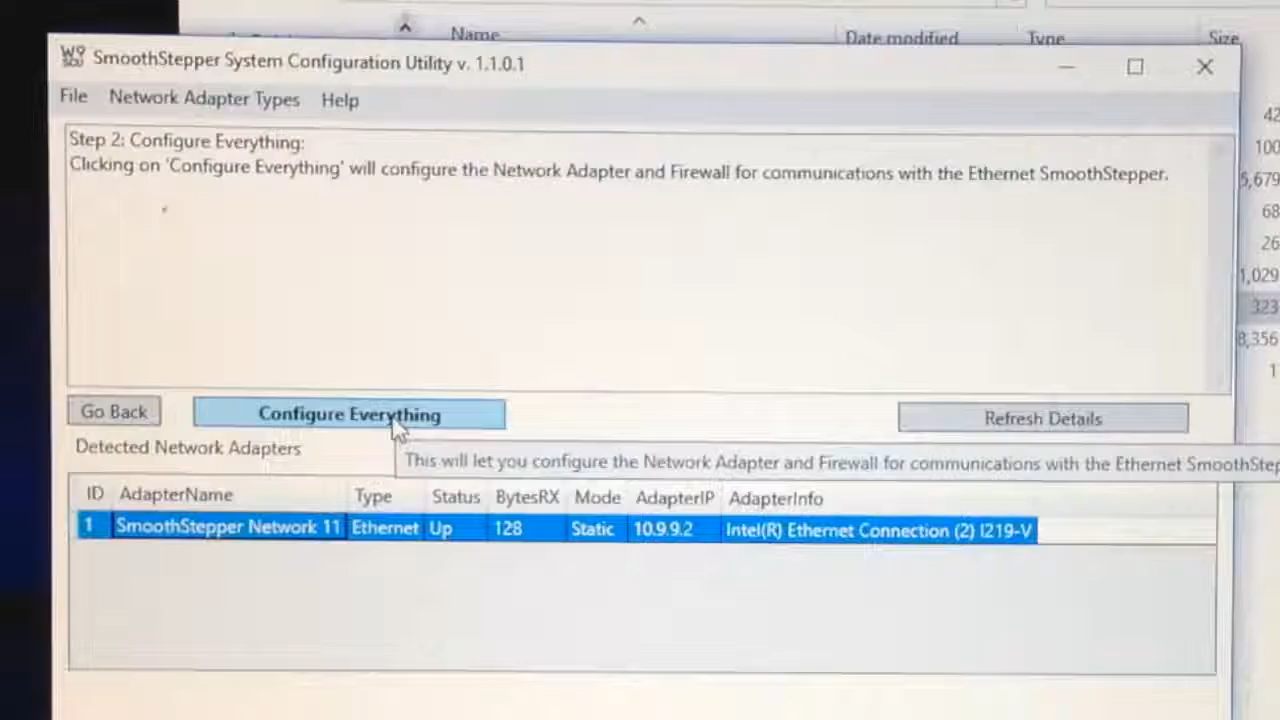 Name Date modified Type Size
SmoothStepper System Configuration Utility v. 1.1.0.1
File Network Adapter Types Help
Step 2: Configure Everything:
Clicking on 'Configure Everything' will configure the Network Adapter and Firewall for communications with the Ethernet SmoothStepper.
42
100
5,679
68
26
1,029
323
8,356
1
Go Back Configure Everything Refresh Details
Detected Network Adapters
This will let you configure the Network Adapter and Firewall for communications with the Ethernet SmoothStep
ID AdapterName Type Status BytesRX Mode AdapterIP AdapterInfo
1 SmoothStepper Network 11 Ethernet Up 128 Static 10.9.9.2 Intel(R) Ethernet Connection (2) I219-V